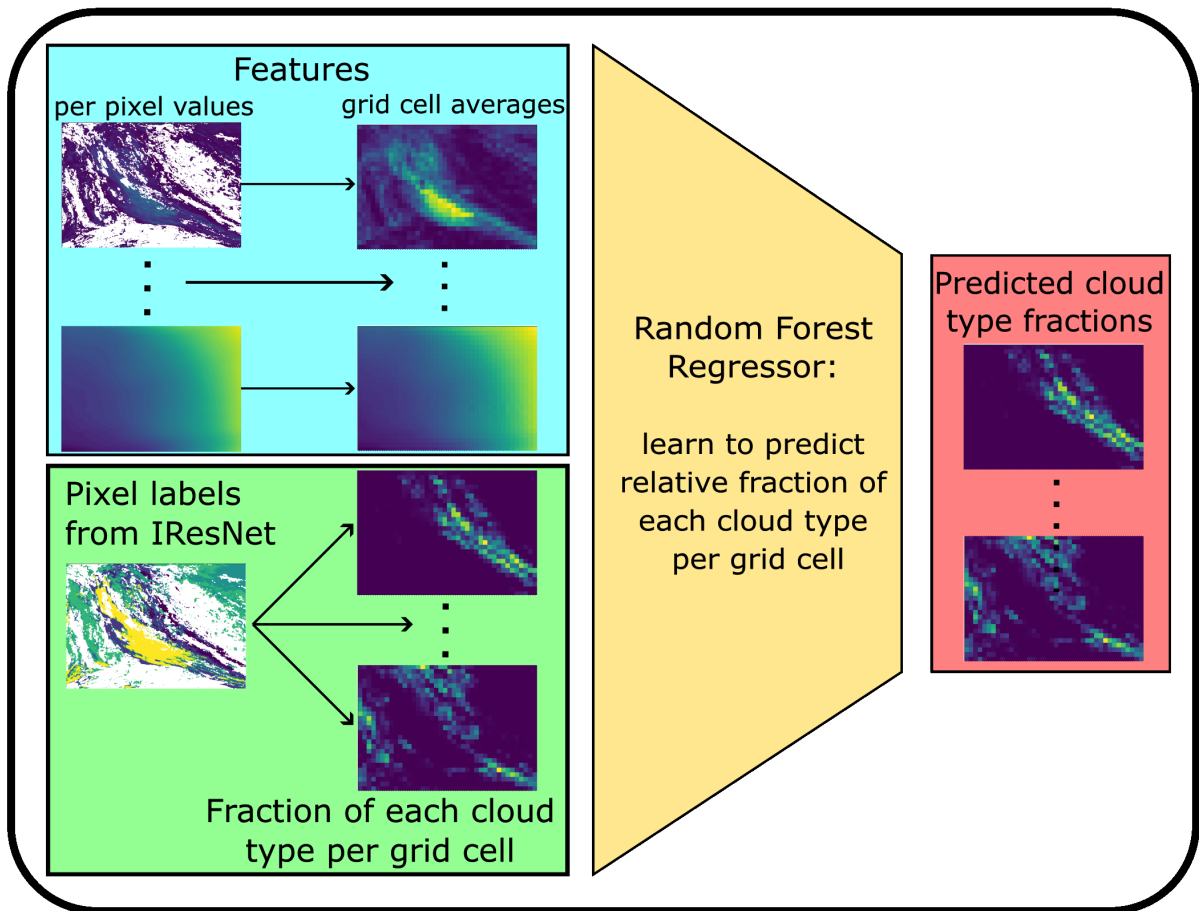 Features
per pixel values
grid cell averages
Pixel labels
from IResNet
Fraction of each cloud
type per grid cell
Random Forest
Regressor:
learn to predict
relative fraction of
each cloud type
per grid cell
Predicted cloud
type fractions